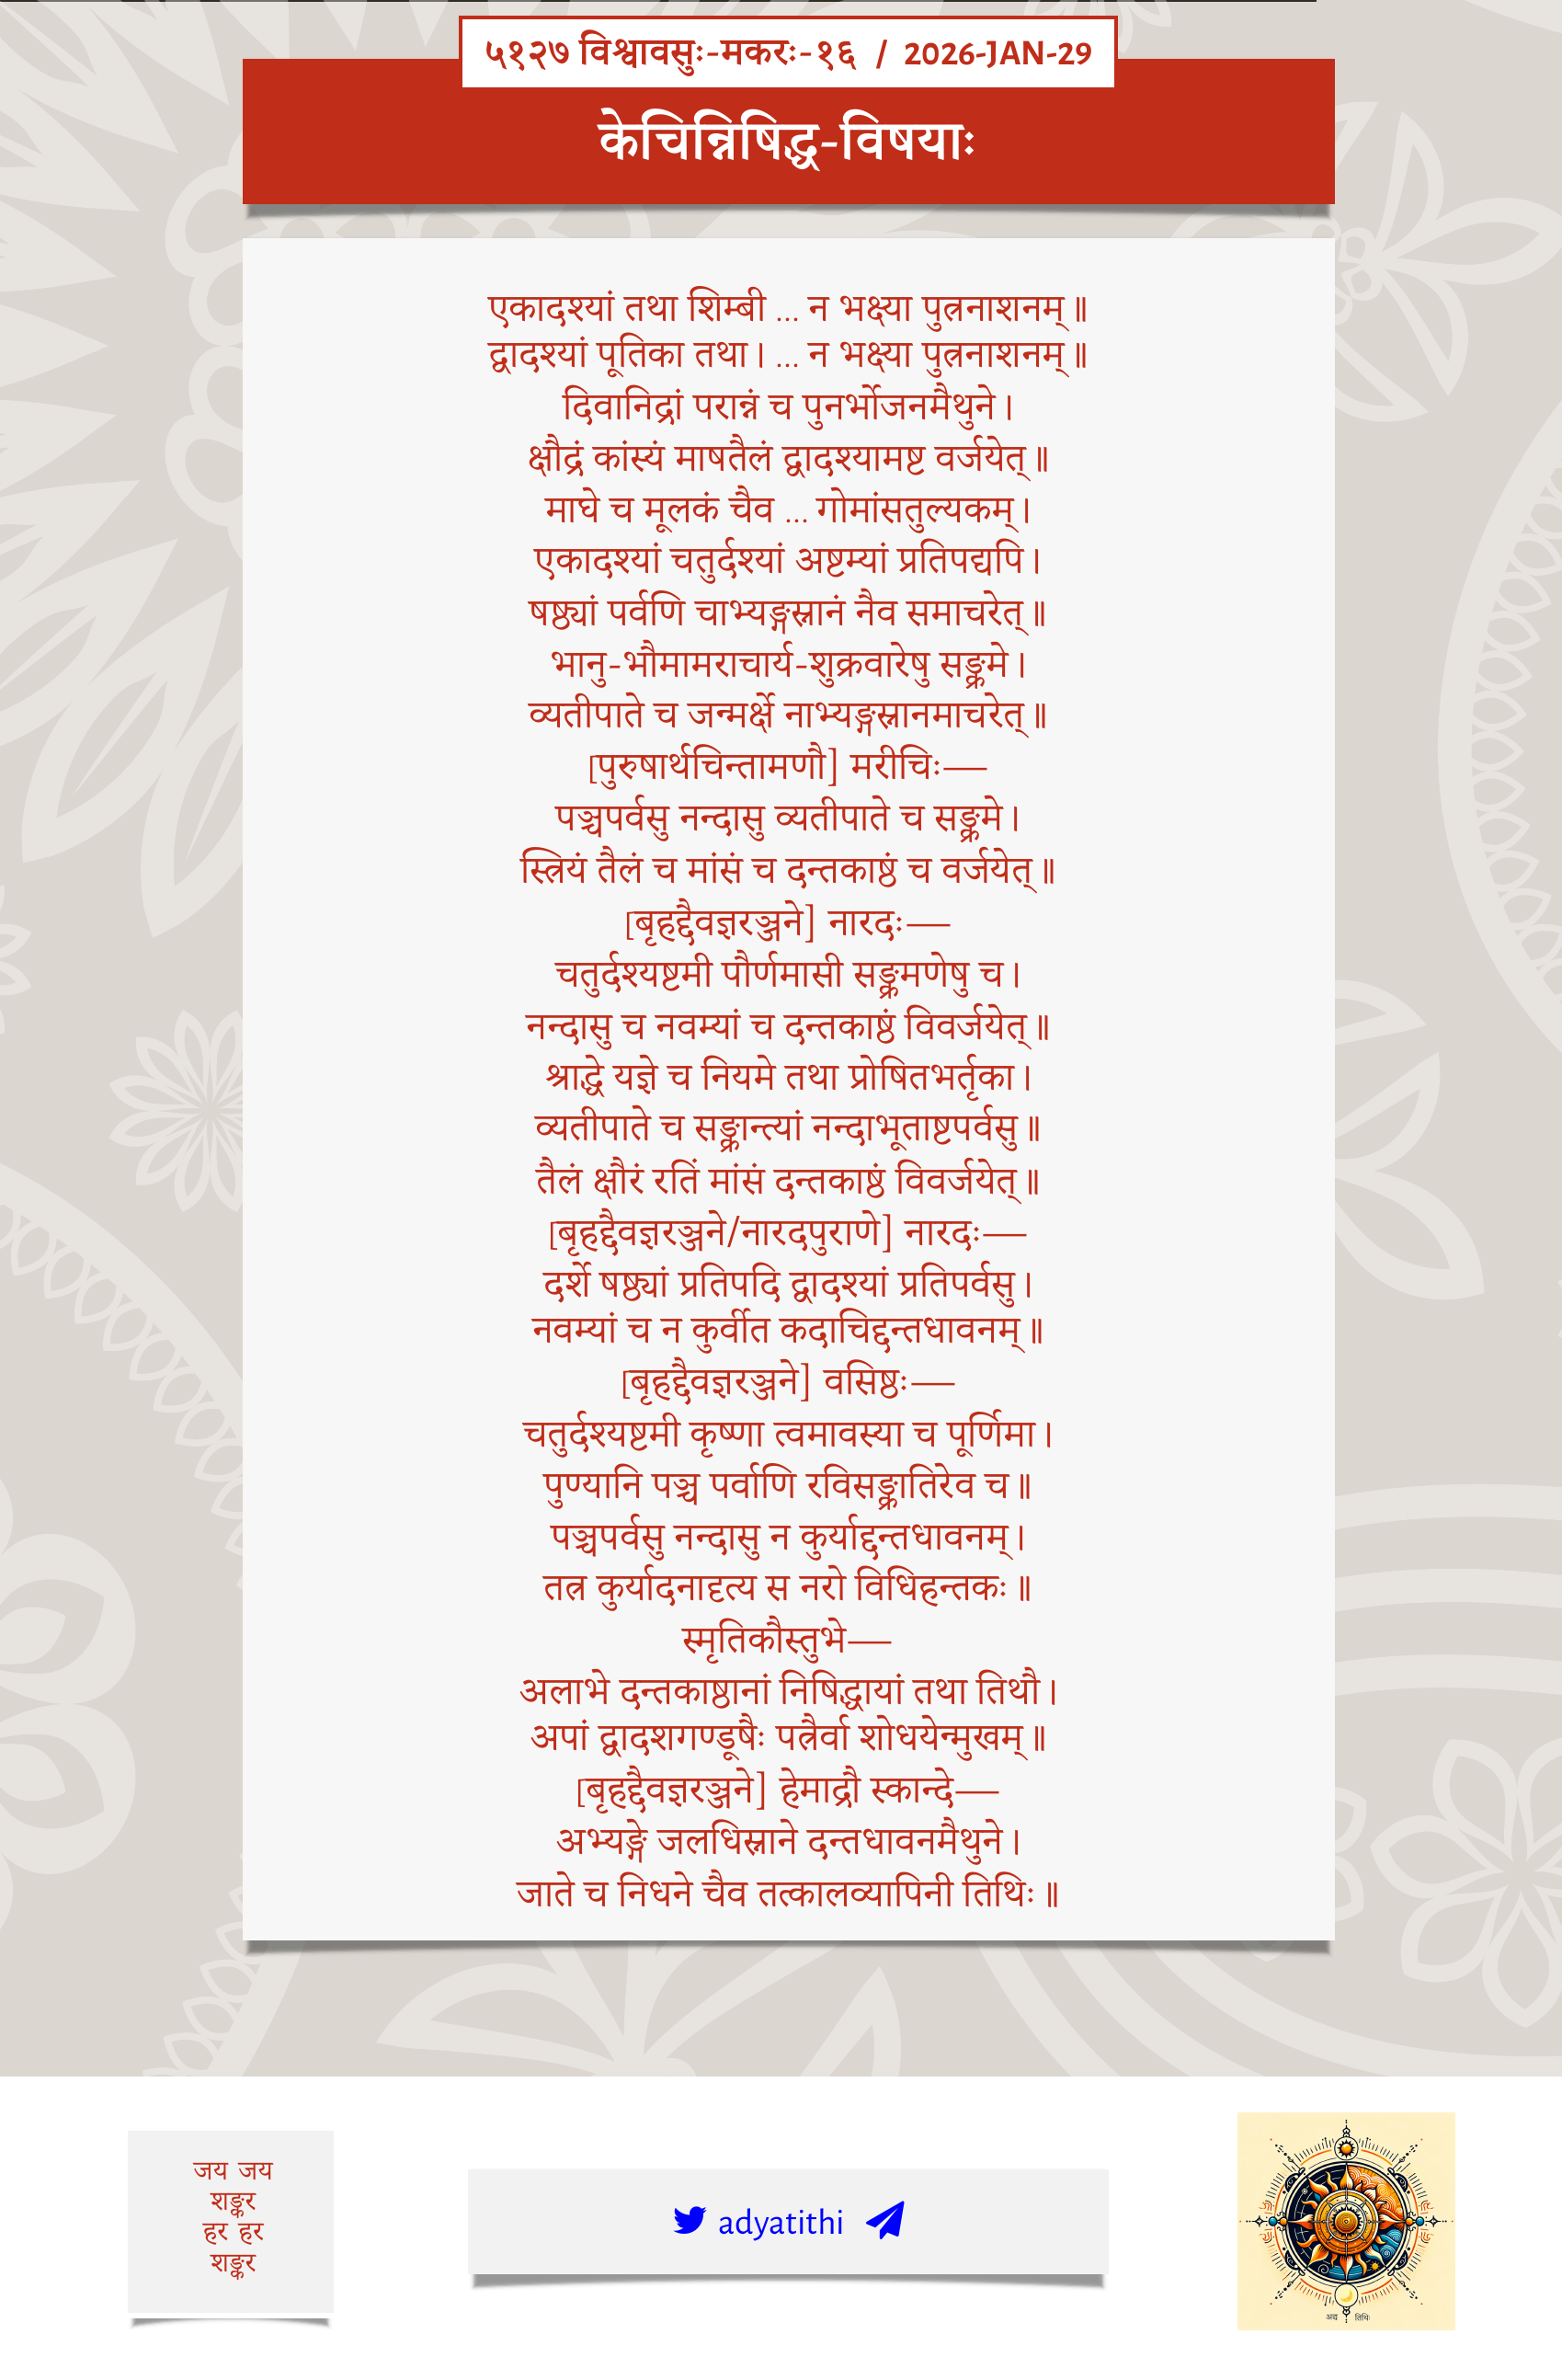 ५१२७ विश्वावसुः-मकरः-१६ / 2026-JAN-29
केचिन्निषिद्ध-विषयाः
एकादश्यां तथा शिम्बी ... न भक्ष्या पुत्रनाशनम्॥
द्वादश्यां पूतिका तथा। ... न भक्ष्या पुत्रनाशनम्॥
दिवानिद्रां परान्नं च पुनर्भोजनमैथुने।
क्षौद्रं कांस्यं माषतैलं द्वादश्यामष्ट वर्जयेत्॥
माघे च मूलकं चैव ... गोमांसतुल्यकम्।
एकादश्यां चतुर्दश्यां अष्टम्यां प्रतिपद्यपि।
षष्ठ्यां पर्वणि चाभ्यङ्गस्नानं नैव समाचरेत्॥
भानु-भौमामराचार्य-शुक्रवारेषु सङ्क्रमे।
व्यतीपाते च जन्मर्क्षे नाभ्यङ्गस्नानमाचरेत्॥
[पुरुषार्थचिन्तामणौ] मरीचिः—
पञ्चपर्वसु नन्दासु व्यतीपाते च सङ्क्रमे।
स्त्रियं तैलं च मांसं च दन्तकाष्ठं च वर्जयेत्॥
[बृहद्दैवज्ञरञ्जने] नारदः—
चतुर्दश्यष्टमी पौर्णमासी सङ्क्रमणेषु च।
नन्दासु च नवम्यां च दन्तकाष्ठं विवर्जयेत्॥
श्राद्धे यज्ञे च नियमे तथा प्रोषितभर्तृका।
व्यतीपाते च सङ्क्रान्त्यां नन्दाभूताष्टपर्वसु॥
तैलं क्षौरं रतिं मांसं दन्तकाष्ठं विवर्जयेत्॥
[बृहद्दैवज्ञरञ्जने/नारदपुराणे] नारदः—
दर्शे षष्ठ्यां प्रतिपदि द्वादश्यां प्रतिपर्वसु।
नवम्यां च न कुर्वीत कदाचिद्दन्तधावनम्॥
[बृहद्दैवज्ञरञ्जने] वसिष्ठः—
चतुर्दश्यष्टमी कृष्णा त्वमावस्या च पूर्णिमा।
पुण्यानि पञ्च पर्वाणि रविसङ्क्रातिरेव च॥
पञ्चपर्वसु नन्दासु न कुर्याद्दन्तधावनम्।
तत्र कुर्यादनादृत्य स नरो विधिहन्तकः॥
स्मृतिकौस्तुभे—
अलाभे दन्तकाष्ठानां निषिद्धायां तथा तिथौ।
अपां द्वादशगण्डूषैः पत्रैर्वा शोधयेन्मुखम्॥
[बृहद्दैवज्ञरञ्जने] हेमाद्रौ स्कान्दे—
अभ्यङ्गे जलधिस्नाने दन्तधावनमैथुने।
जाते च निधने चैव तत्कालव्यापिनी तिथिः॥
जय जय
शङ्कर
हर हर
शङ्कर
adyatithi
अद्य तिथिः